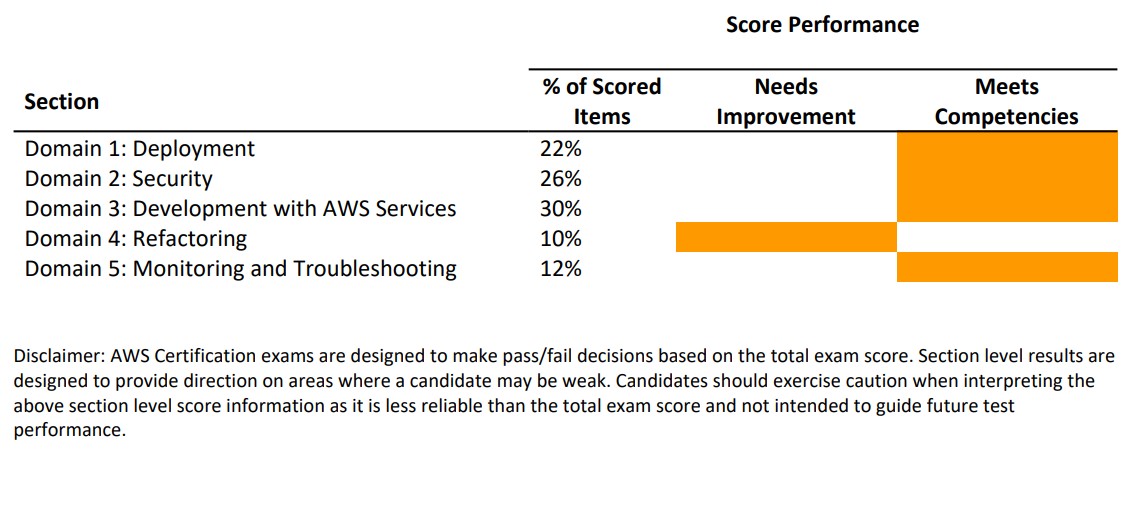 Score Performance
Section % of Scored Items Needs Improvement Meets Competencies
Domain 1: Deployment 22%
Domain 2: Security 26%
Domain 3: Development with AWS Services 30%
Domain 4: Refactoring 10%
Domain 5: Monitoring and Troubleshooting 12%
Disclaimer: AWS Certification exams are designed to make pass/fail decisions based on the total exam score. Section level results are
designed to provide direction on areas where a candidate may be weak. Candidates should exercise caution when interpreting the
above section level score information as it is less reliable than the total exam score and not intended to guide future test
performance.